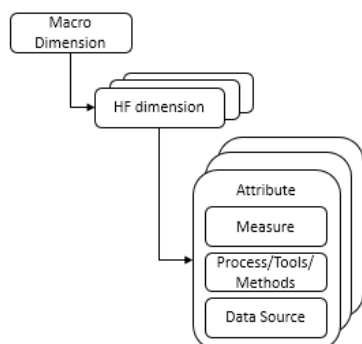 Macro
Dimension
HF dimension
Attribute
Measure
Process/Tools/
Methods
Data Source